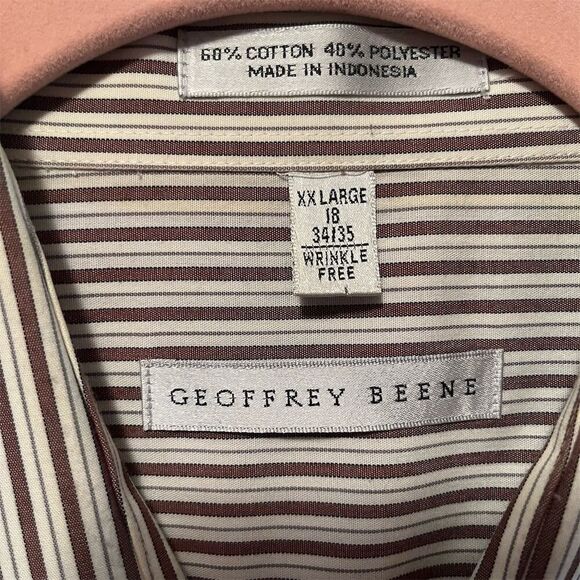 60% COTTON 40% POLYESTER
MADE IN INDONESIA
XX LARGE
18
34/35
WRINKLE
FREE
GEOFFREY BEENE